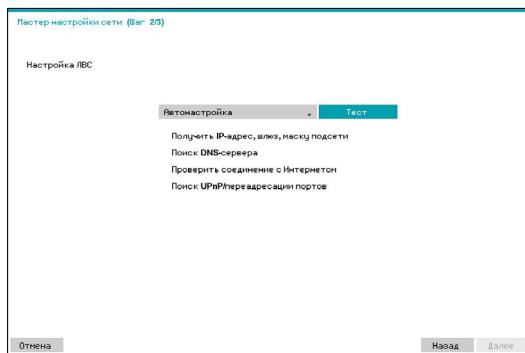 Мастер настройки сети (Шаг 2/3)
Настройка ЛВС
Автонастройка Тест
Получить IP-адрес, шлюз, маску подсети
Поиск DNS-сервера
Проверить соединение с Интернетом
Поиск UPnP/переадресации портов
Отмена Назад Далее